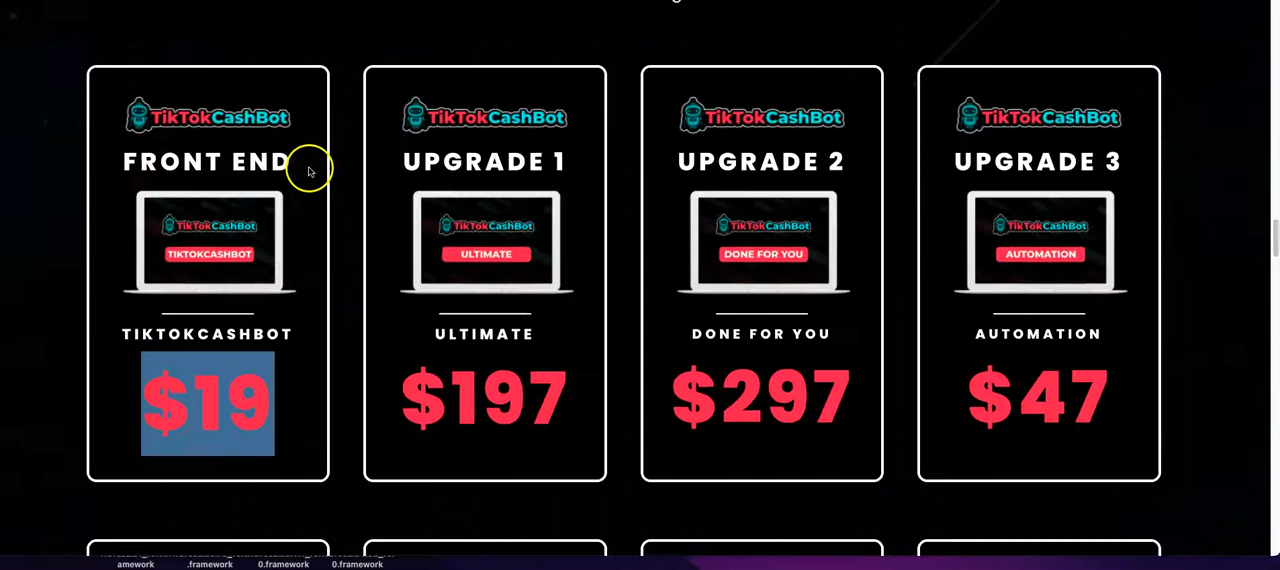 TikTokCashBot
FRONT END
TikTokCashBot
TIKTOKCASHBOT
TIKTOKCASHBOT
$19
TikTokCashBot
UPGRADE 1
TikTokCashBot
ULTIMATE
ULTIMATE
$197
TikTokCashBot
UPGRADE 2
TikTokCashBot
DONE FOR YOU
DONE FOR YOU
$297
TikTokCashBot
UPGRADE 3
TikTokCashBot
AUTOMATION
AUTOMATION
$47
amework .framework 0.framework 0.framework